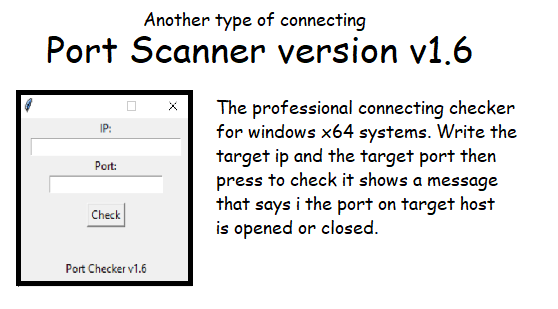 Another type of connecting
Port Scanner version v1.6
IP:
Port:
Check
Port Checker v1.6
The professional connecting checker
for windows x64 systems. Write the
target ip and the target port then
press to check it shows a message
that says i the port on target host
is opened or closed.